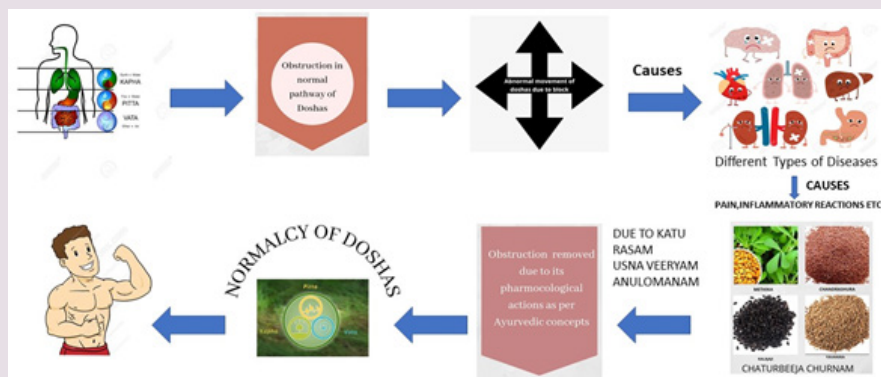 KAPHA
PITTA
VATA
Obstruction in
normal
pathway of
Doshas
Abnormal movement of
doshas due to block
Causes
Different Types of Diseases
CAUSES
PAIN,INFLAMMATORY REACTIONS ETC
METHIKA
CHANDRASHURA
YAVANI
CHATURBEEJA CHURNAM
DUE TO KATU
RASAM
USNA VEERYAM
ANULOMANAM
Obstruction removed
due to its
pharmocological
actions as per
Ayurvedic concepts
NORMALCY OF DOSHAS
Pitta
Kapha
Vata